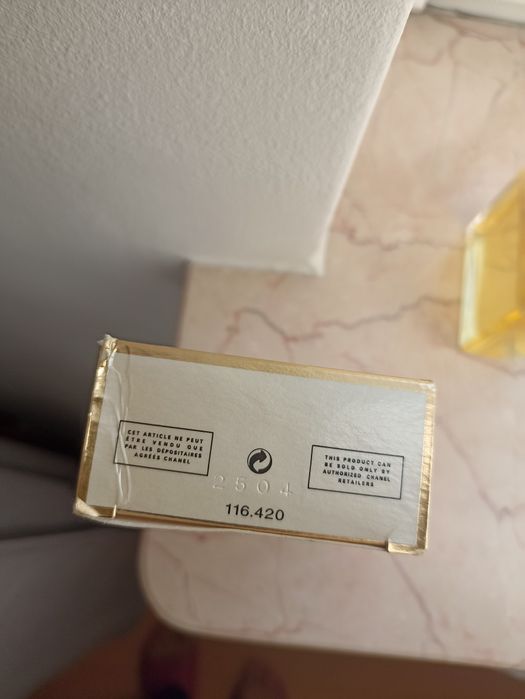 CET ARTICLE NE PEUT
ÊTRE VENDU QUE
PAR LES DÉPOSITAIRES
AGRÉÉS CHANEL
THIS PRODUCT CAN
BE SOLD ONLY BY
AUTHORIZED CHANEL
RETAILERS
2504
116.420